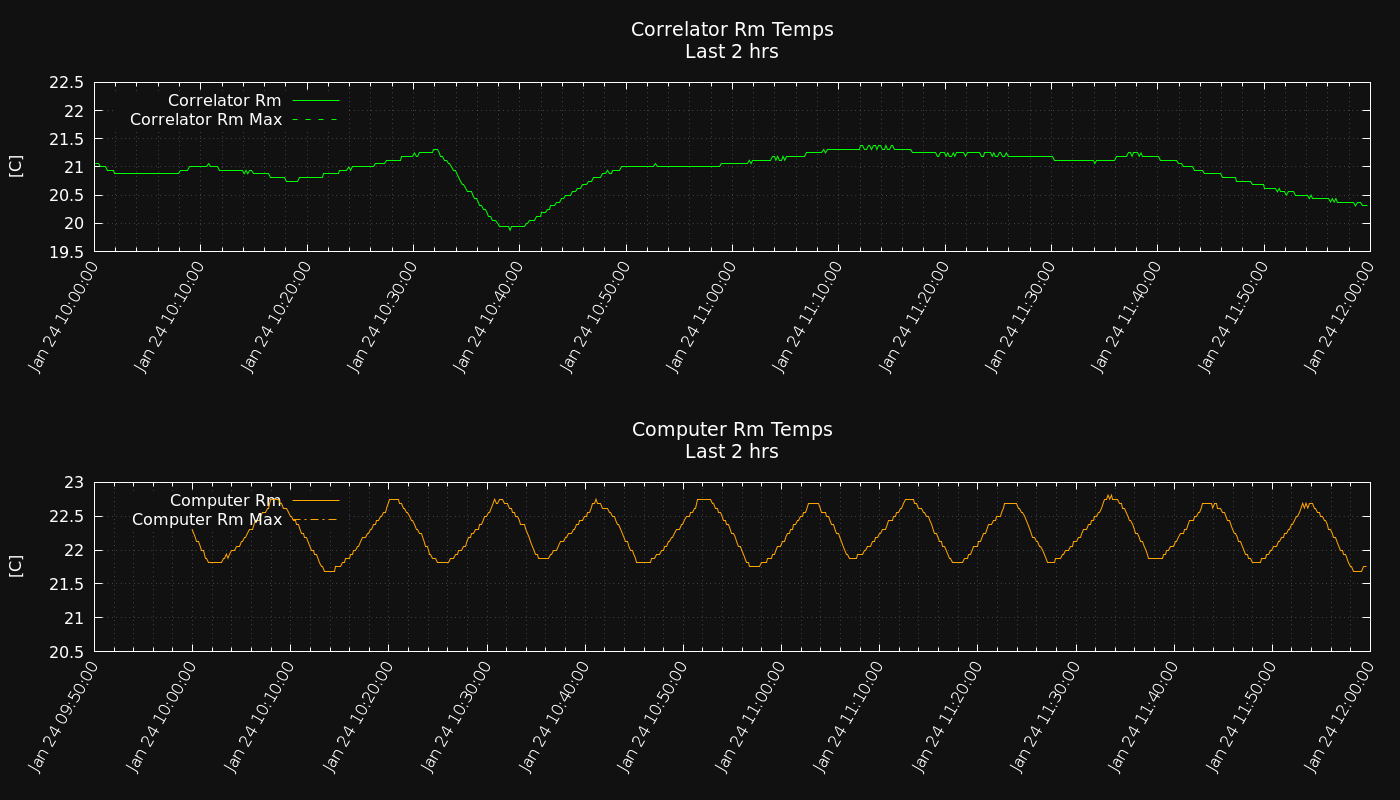 Correlator Rm Temps
Last 2 hrs
22.5
22
21.5
21
20.5
20
19.5
[C]
Correlator Rm
Correlator Rm Max
Jan 24 10:00:00
Jan 24 10:10:00
Jan 24 10:20:00
Jan 24 10:30:00
Jan 24 10:40:00
Jan 24 10:50:00
Jan 24 11:00:00
Jan 24 11:10:00
Jan 24 11:20:00
Jan 24 11:30:00
Jan 24 11:40:00
Jan 24 11:50:00
Jan 24 12:00:00
Computer Rm Temps
Last 2 hrs
23
22.5
22
21.5
21
20.5
[C]
Computer Rm
Computer Rm Max
Jan 24 09:50:00
Jan 24 10:00:00
Jan 24 10:10:00
Jan 24 10:20:00
Jan 24 10:30:00
Jan 24 10:40:00
Jan 24 10:50:00
Jan 24 11:00:00
Jan 24 11:10:00
Jan 24 11:20:00
Jan 24 11:30:00
Jan 24 11:40:00
Jan 24 11:50:00
Jan 24 12:00:00